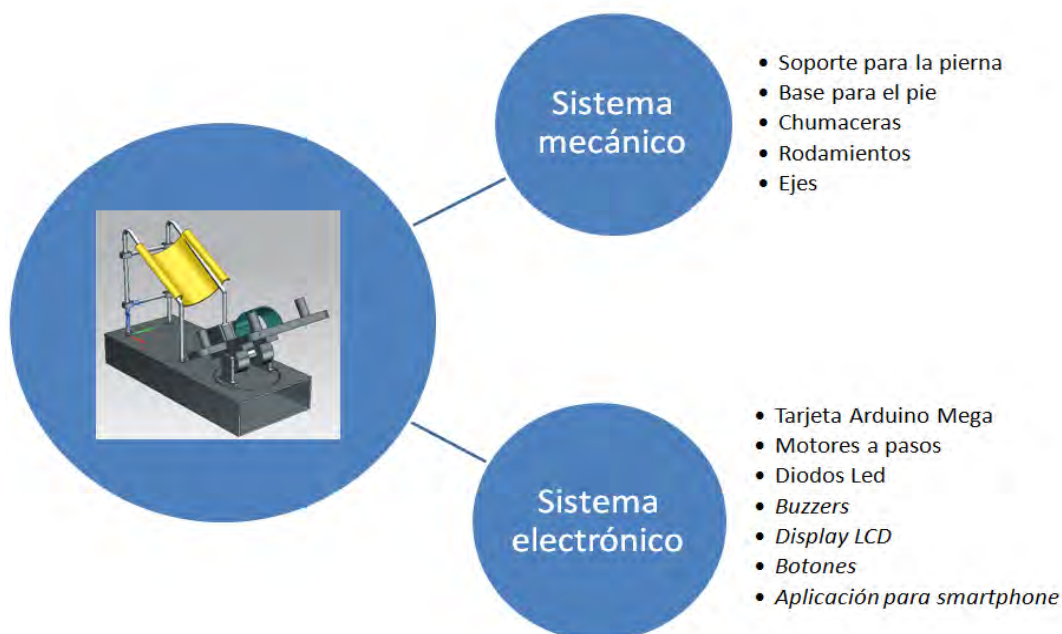 Sistema
mecánico
• Soporte para la pierna
• Base para el pie
• Chumaceras
• Rodamientos
• Ejes
Sistema
electrónico
• Tarjeta Arduino Mega
• Motores a pasos
• Diodos Led
• Buzzers
• Display LCD
• Botones
• Aplicación para smartphone